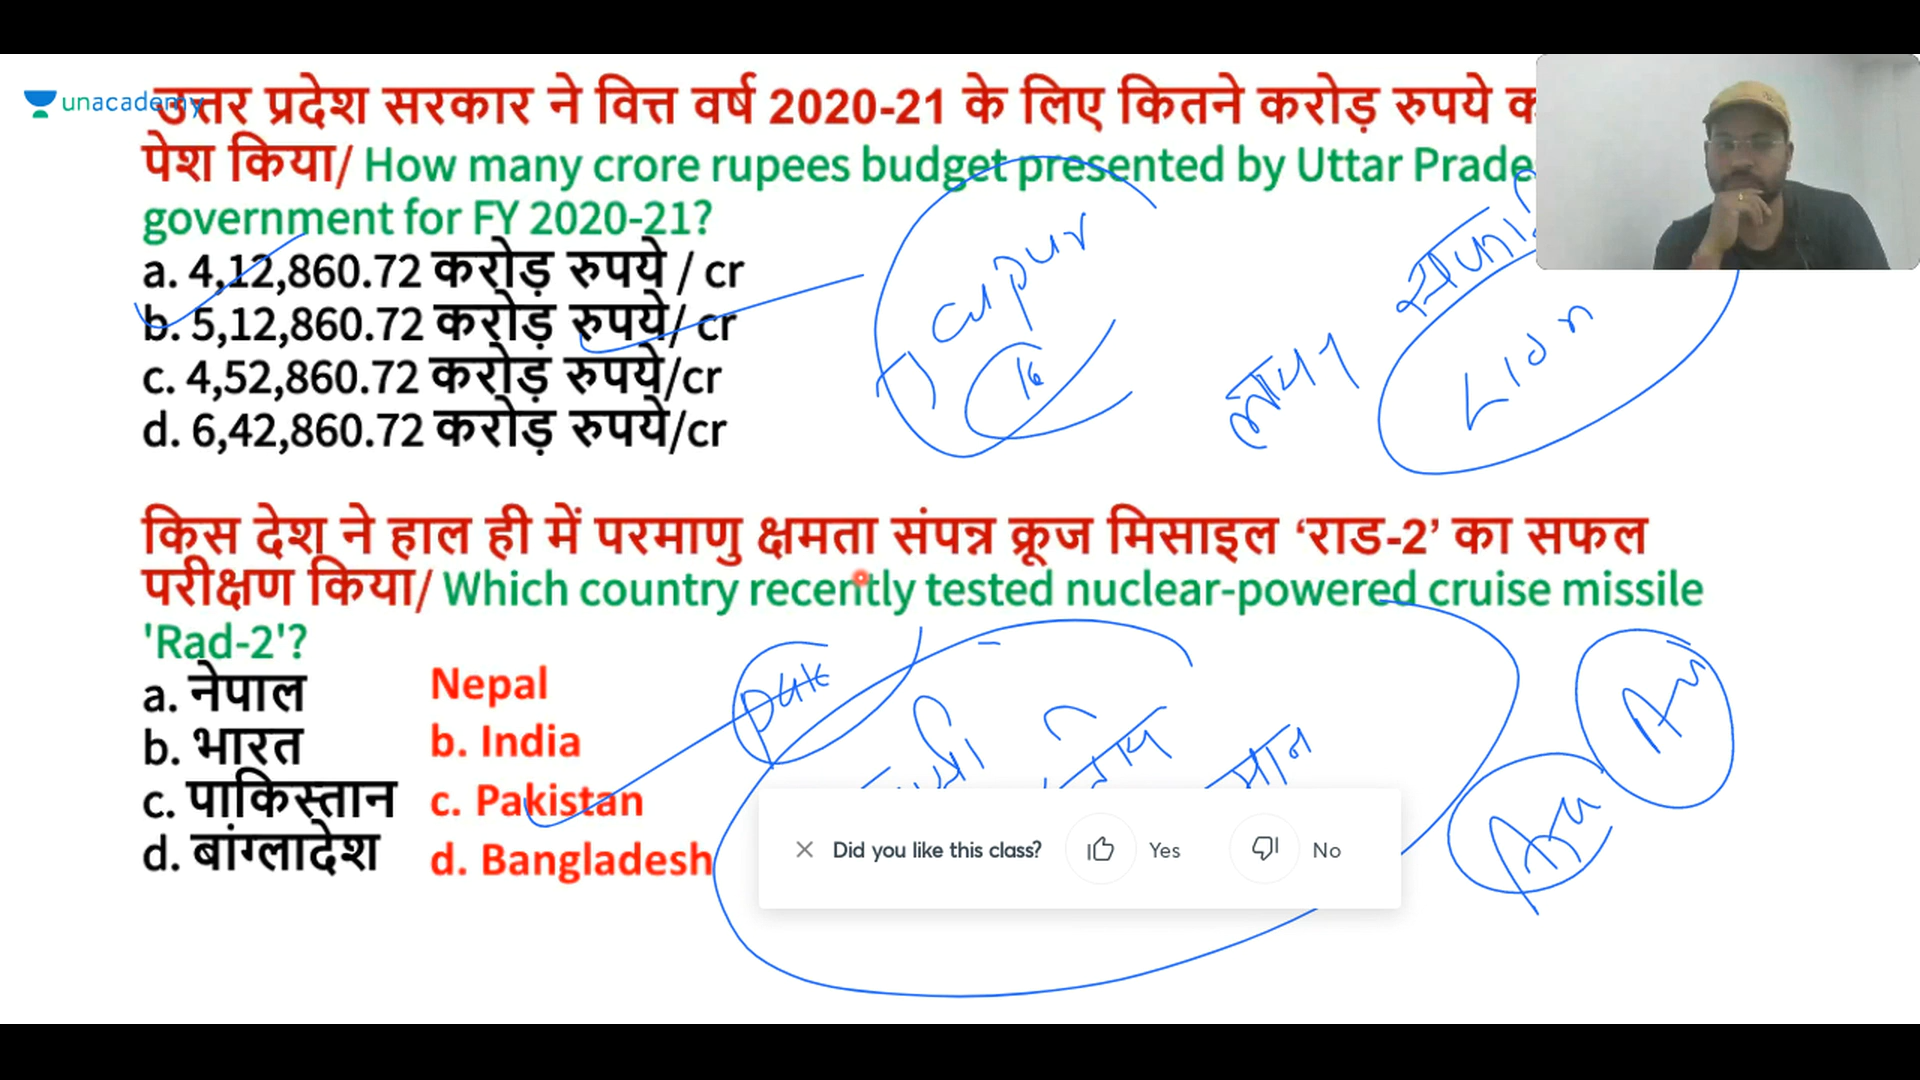 unacademy
उत्तर प्रदेश सरकार ने वित्त वर्ष 2020-21 के लिए कितने करोड़ रुपये
पेश किया/ How many crore rupees budget presented by Uttar
government for FY 2020-21?
a. 4,12,860.72 करोड़ रुपये / cr
b. 5,12,860.72 करोड़ रुपये/ cr
c. 4,52,860.72 करोड़ रुपये/cr
d. 6,42,860.72 करोड़ रुपये/cr
Lion
किस देश ने हाल ही में परमाणु क्षमता संपन्न क्रूज मिसाइल ‘राड-2’ का सफल
परीक्षण किया/ Which country recently tested nuclear-powered cruise missile
'Rad-2'?
a. नेपाल Nepal
b. भारत b. India
c. पाकिस्तान c. Pakistan
d. बांग्लादेश d. Bangladesh
Pak
Did you like this class? Yes No